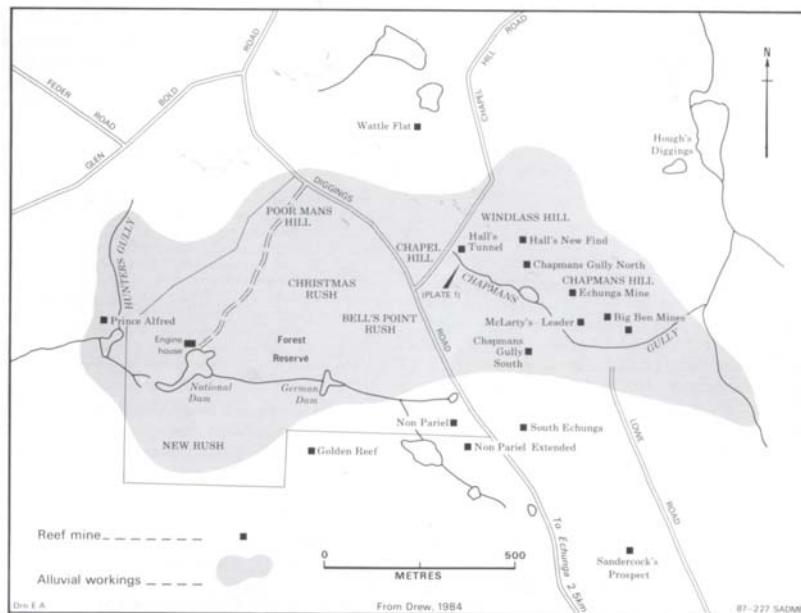 FEDER
ROAD
GLEN
BOLD
ROAD
ROAD
CHAPEL
HILL
ROAD
N
Wattle Flat
Hough's
Diggings
DIGGINGS
ROAD
HUNTERS GULLY
POOR MANS
HILL
WINDLASS HILL
CHAPEL
HILL
Hall's
Tunnel
Hall's New Find
Chapmans Gully North
(PLATE 1)
CHAPMANS
GULLY
CHAPMANS HILL
Echunga Mine
CHRISTMAS
RUSH
BELL'S POINT
RUSH
McLarty's Leader
Big Ben Mines
Prince Alfred
Engine
house
Forest
Reserve
Chapmans
Gully
South
National
Dam
German
Dam
NEW RUSH
Non Pariel
South Echunga
Golden Reef
Non Pariel Extended
LOWE
ROAD
To Echunga 2.5km
Sandercock's
Prospect
Reef mine
Alluvial workings
0
500
METRES
Drn E A
From Drew, 1984
87-227 SADME